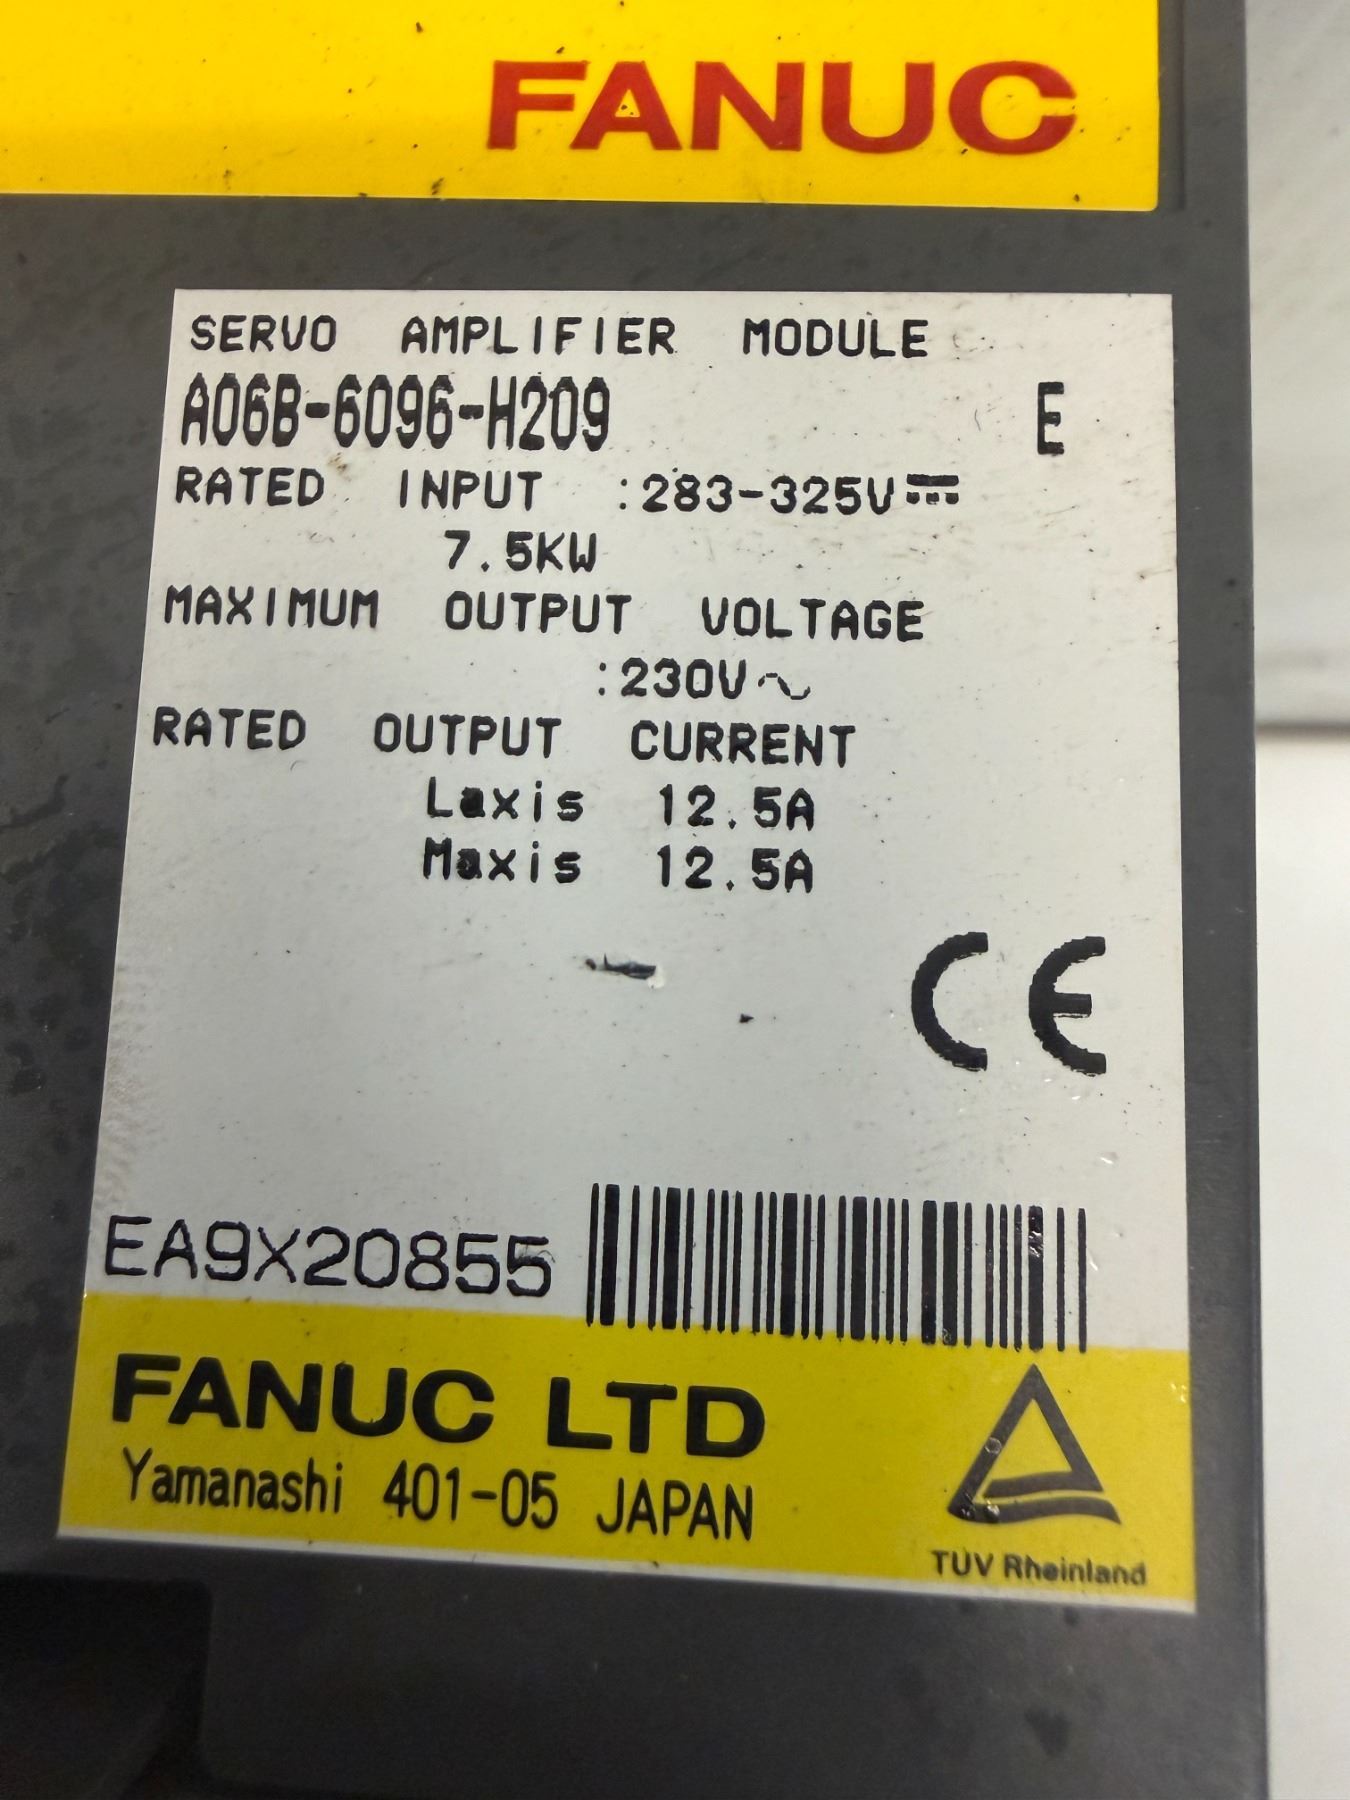 FANUC
SERVO AMPLIFIER MODULE
A06B-6096-H209 E
RATED INPUT :283-325V⎓
7.5KW
MAXIMUM OUTPUT VOLTAGE
:230V～
RATED OUTPUT CURRENT
Laxis 12.5A
Maxis 12.5A
CE
EA9X20855
FANUC LTD
Yamanashi 401-05 JAPAN
TUV Rheinland